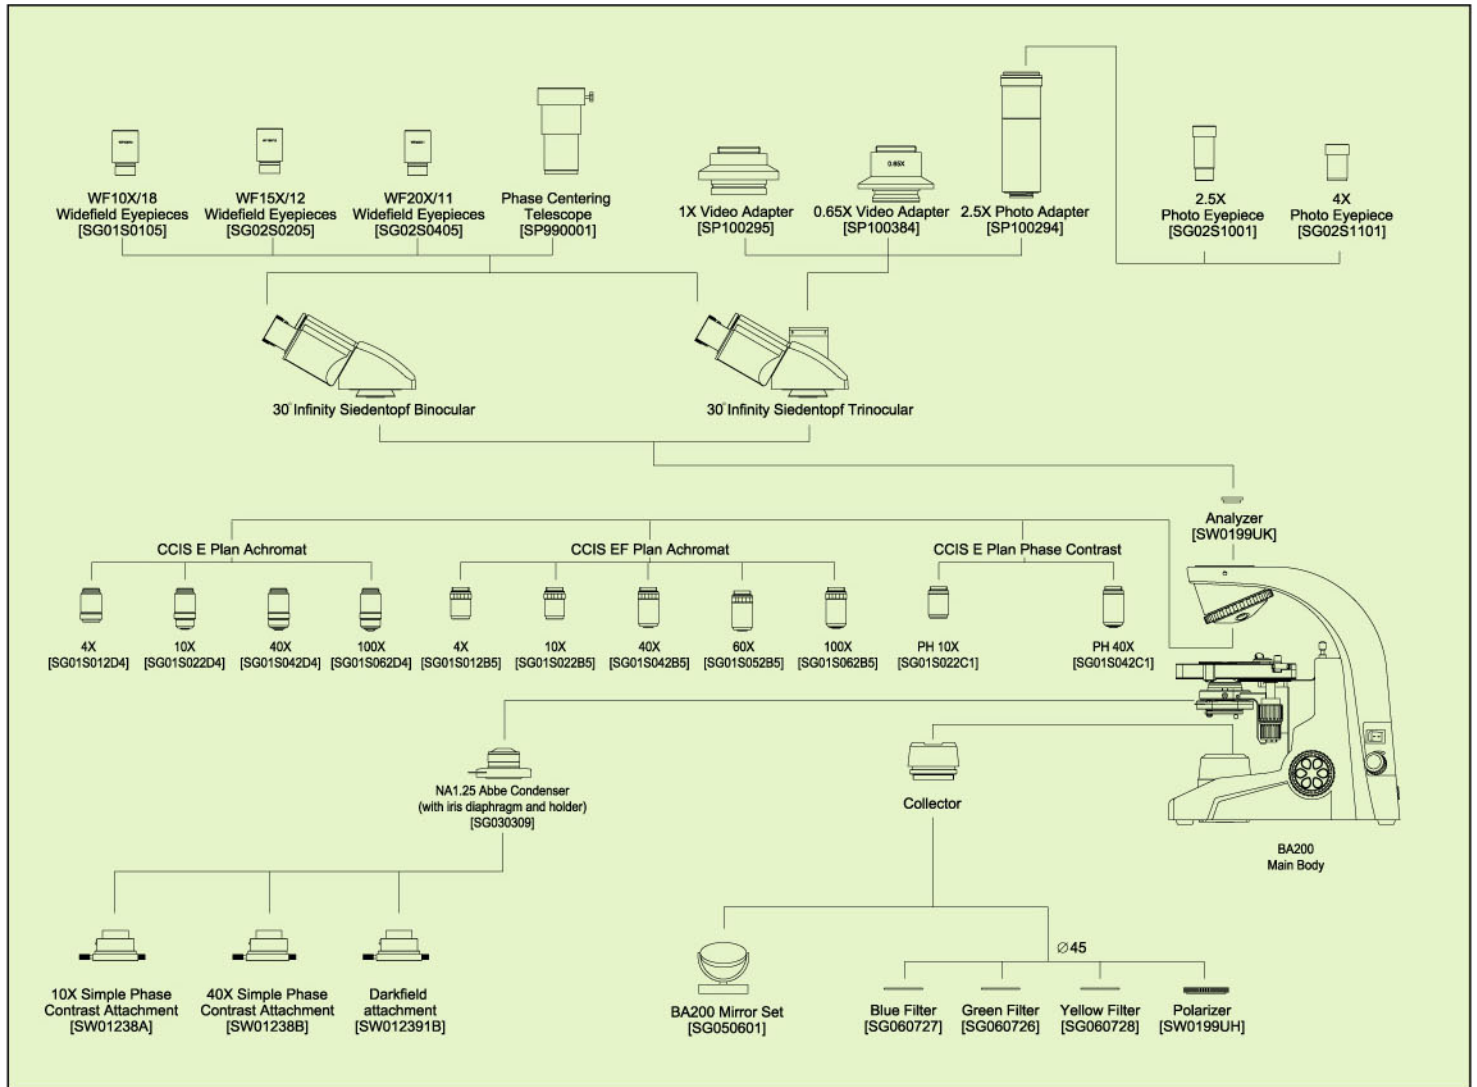 WF10X/18
Widefield Eyepieces
[SG01S0105]
WF15X/12
Widefield Eyepieces
[SG02S0205]
WF20X/11
Widefield Eyepieces
[SG02S0405]
Phase Centering
Telescope
[SP990001]
0.65X
1X Video Adapter
[SP100295]
0.65X Video Adapter
[SP100384]
2.5X Photo Adapter
[SP100294]
2.5X
Photo Eyepiece
[SG02S1001]
4X
Photo Eyepiece
[SG02S1101]
30° Infinity Siedentopf Binocular
30° Infinity Siedentopf Trinocular
Analyzer
[SW0199UK]
CCIS E Plan Achromat
CCIS EF Plan Achromat
CCIS E Plan Phase Contrast
4X
[SG01S012D4]
10X
[SG01S022D4]
40X
[SG01S042D4]
100X
[SG01S062D4]
4X
[SG01S012B5]
10X
[SG01S022B5]
40X
[SG01S042B5]
60X
[SG01S052B5]
100X
[SG01S062B5]
PH 10X
[SG01S022C1]
PH 40X
[SG01S042C1]
NA1.25 Abbe Condenser
(with iris diaphragm and holder)
[SG030309]
Collector
BA200
Main Body
10X Simple Phase
Contrast Attachment
[SW01238A]
40X Simple Phase
Contrast Attachment
[SW01238B]
Darkfield
attachment
[SW012391B]
BA200 Mirror Set
[SG050601]
∅45
Blue Filter
[SG060727]
Green Filter
[SG060726]
Yellow Filter
[SG060728]
Polarizer
[SW0199UH]